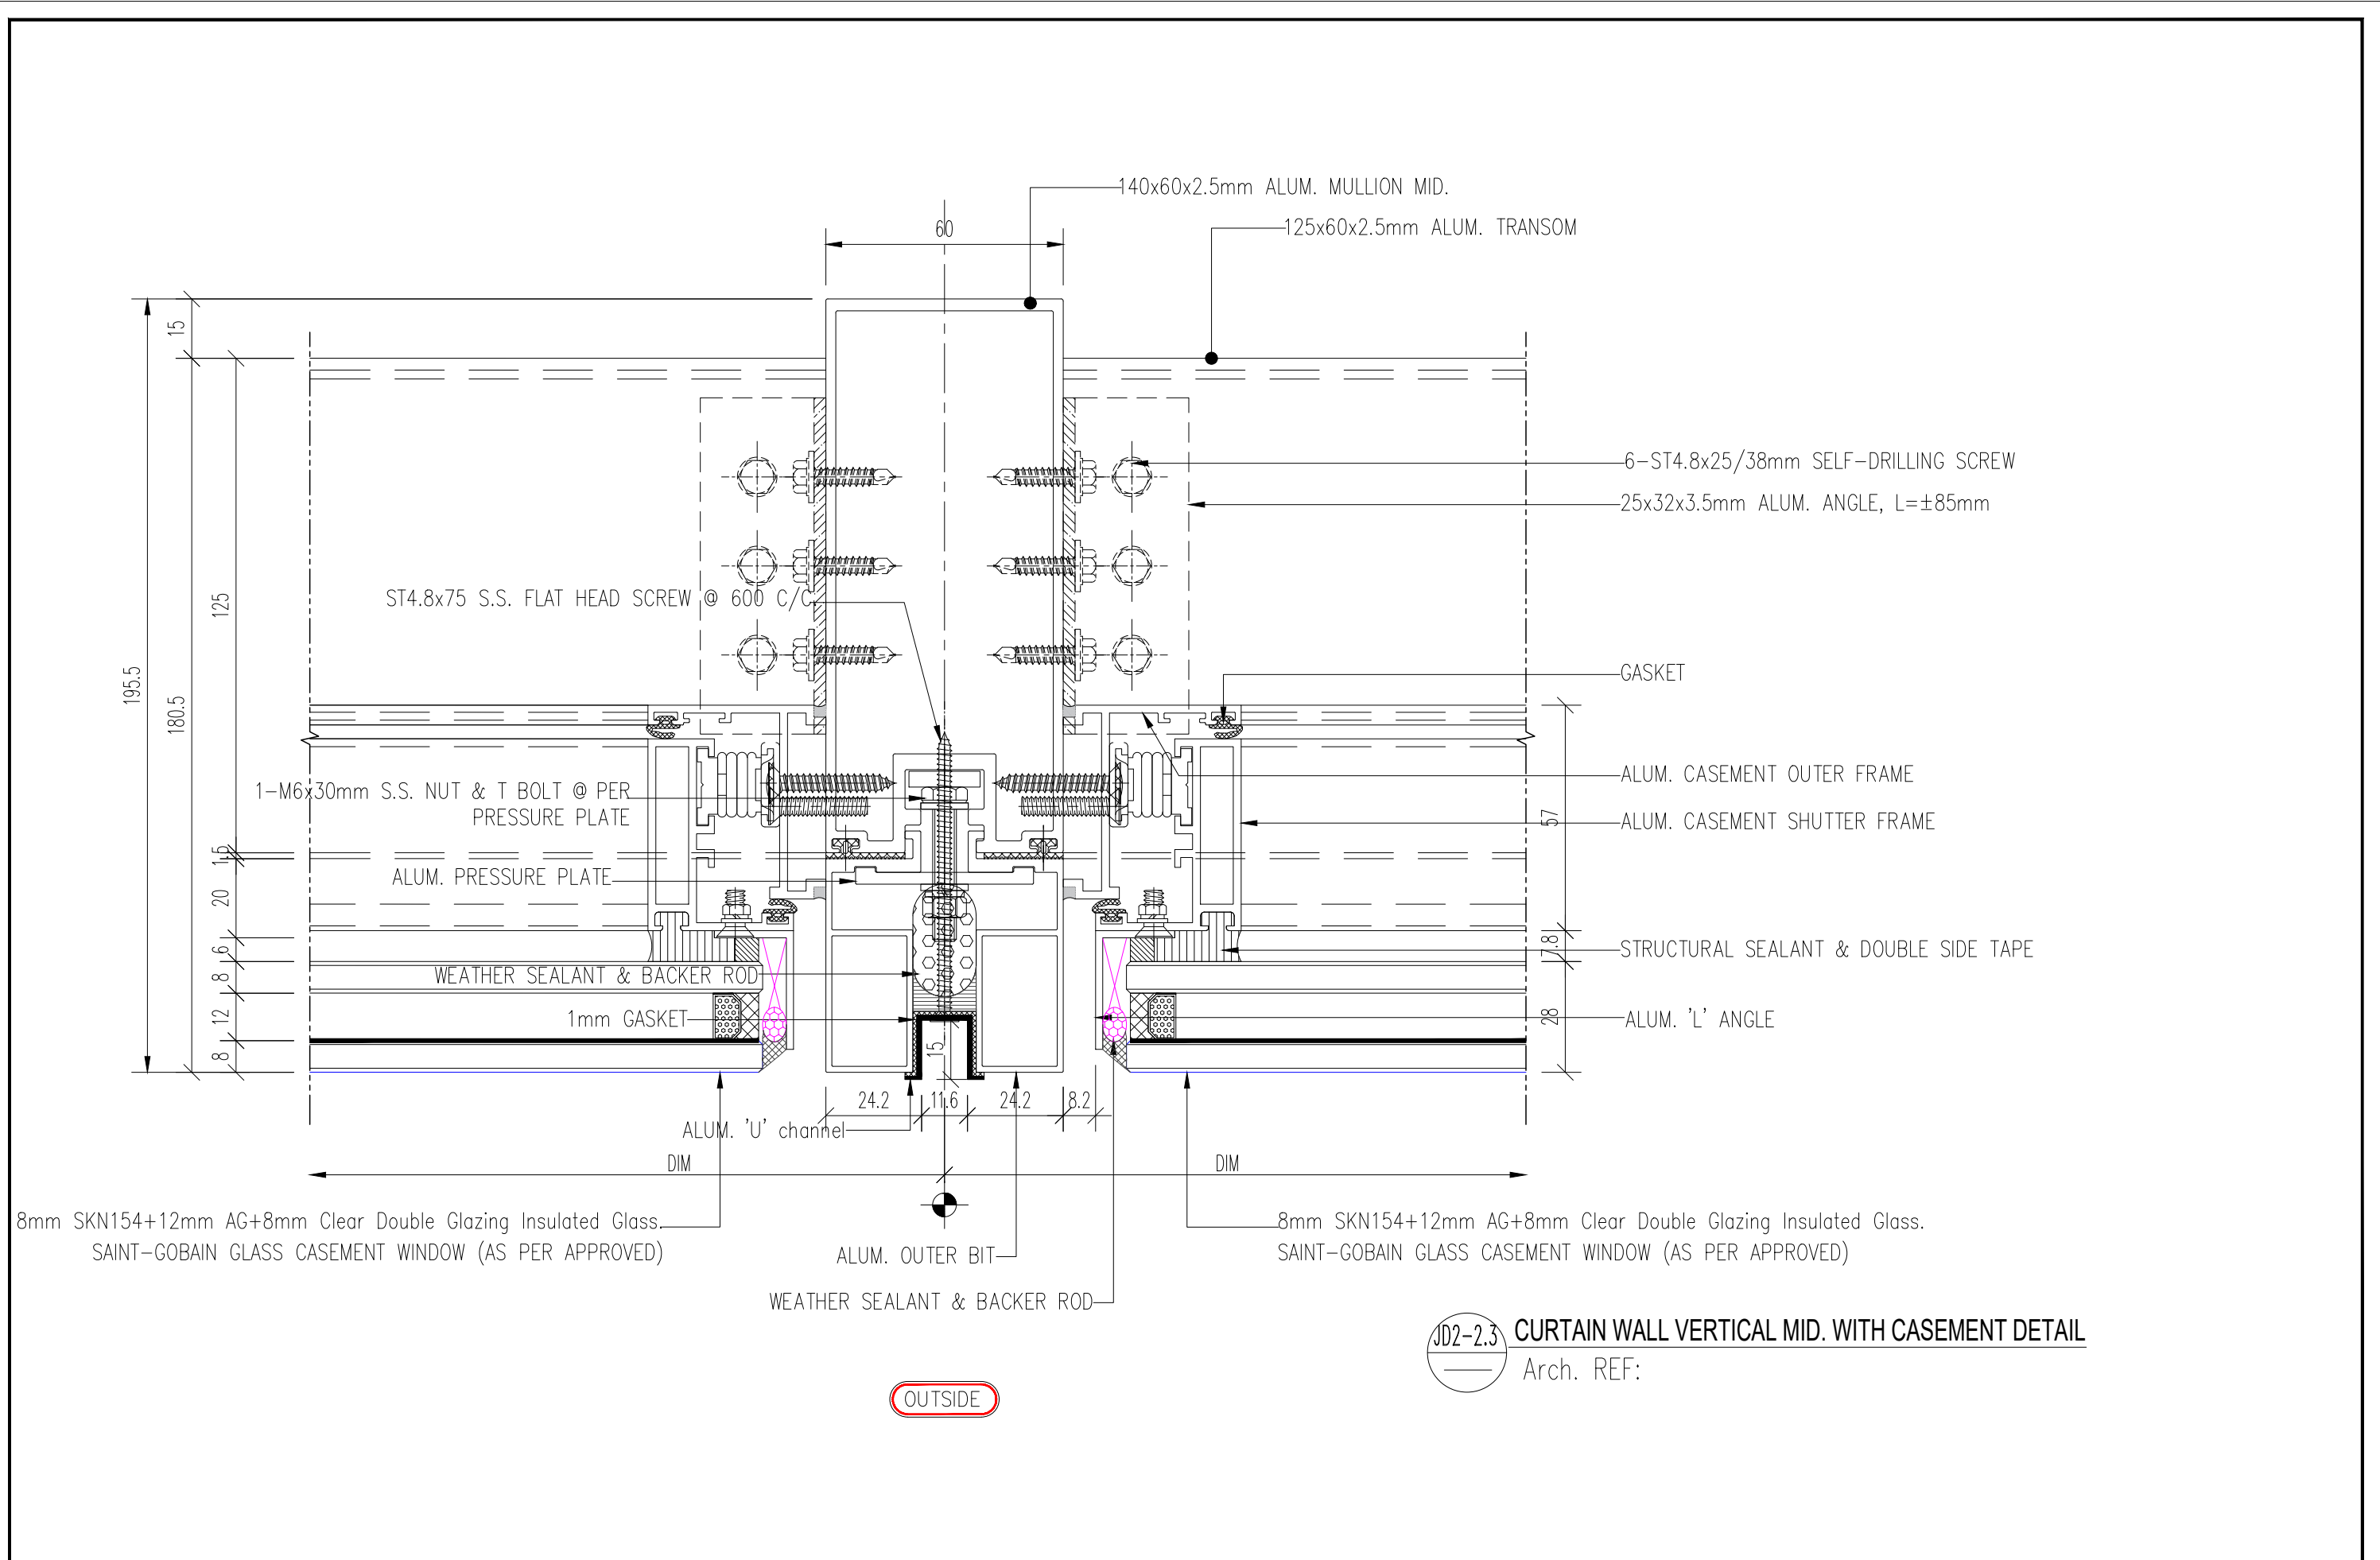 140x60x2.5mm ALUM. MULLION MID.
125x60x2.5mm ALUM. TRANSOM
60
15
6-ST4.8x25/38mm SELF-DRILLING SCREW
25x32x3.5mm ALUM. ANGLE, L=±85mm
ST4.8x75 S.S. FLAT HEAD SCREW @ 600 C/C
125
195.5
180.5
GASKET
ALUM. CASEMENT OUTER FRAME
1-M6x30mm S.S. NUT & T BOLT @ PER
PRESSURE PLATE
57
ALUM. CASEMENT SHUTTER FRAME
1.5
ALUM. PRESSURE PLATE
20
6
7.8
STRUCTURAL SEALANT & DOUBLE SIDE TAPE
8
WEATHER SEALANT & BACKER ROD
12
1mm GASKET
28
ALUM. 'L' ANGLE
8
15
24.2
11.6
24.2
8.2
ALUM. 'U' channel
DIM
DIM
8mm SKN154+12mm AG+8mm Clear Double Glazing Insulated Glass.
SAINT-GOBAIN GLASS CASEMENT WINDOW (AS PER APPROVED)
8mm SKN154+12mm AG+8mm Clear Double Glazing Insulated Glass.
SAINT-GOBAIN GLASS CASEMENT WINDOW (AS PER APPROVED)
ALUM. OUTER BIT
WEATHER SEALANT & BACKER ROD
JD2-2.3
CURTAIN WALL VERTICAL MID. WITH CASEMENT DETAIL
Arch. REF:
OUTSIDE